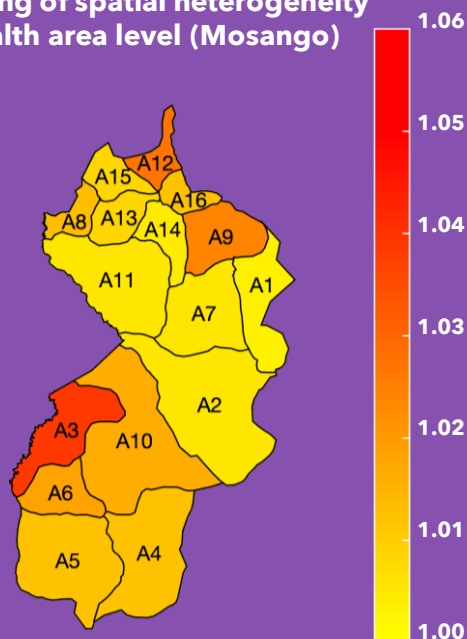 ng of spatial heterogeneity
alth area level (Mosango)
1.06
1.05
1.04
1.03
1.02
1.01
1.00
A12
A15
A16
A8
A13
A14
A9
A11
A1
A7
A2
A3
A10
A6
A5
A4